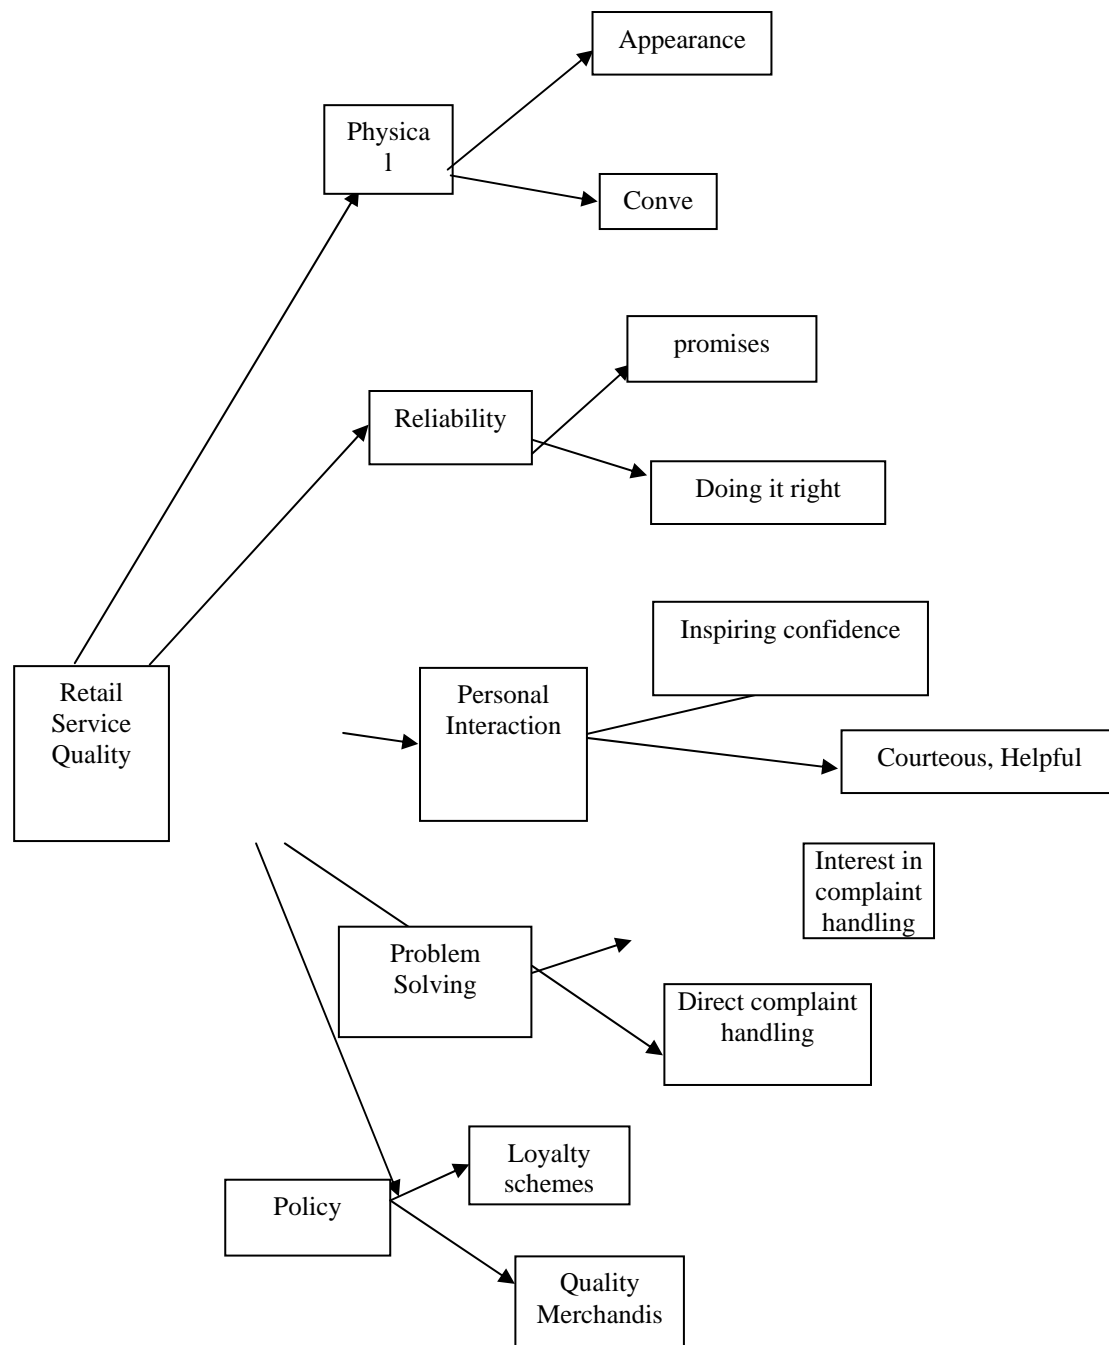 Appearance
Physica
l
Conve
promises
Reliability
Doing it right
Inspiring confidence
Retail
Service
Quality
Personal
Interaction
Courteous, Helpful
Interest in
complaint
handling
Problem
Solving
Direct complaint
handling
Loyalty
schemes
Policy
Quality
Merchandis